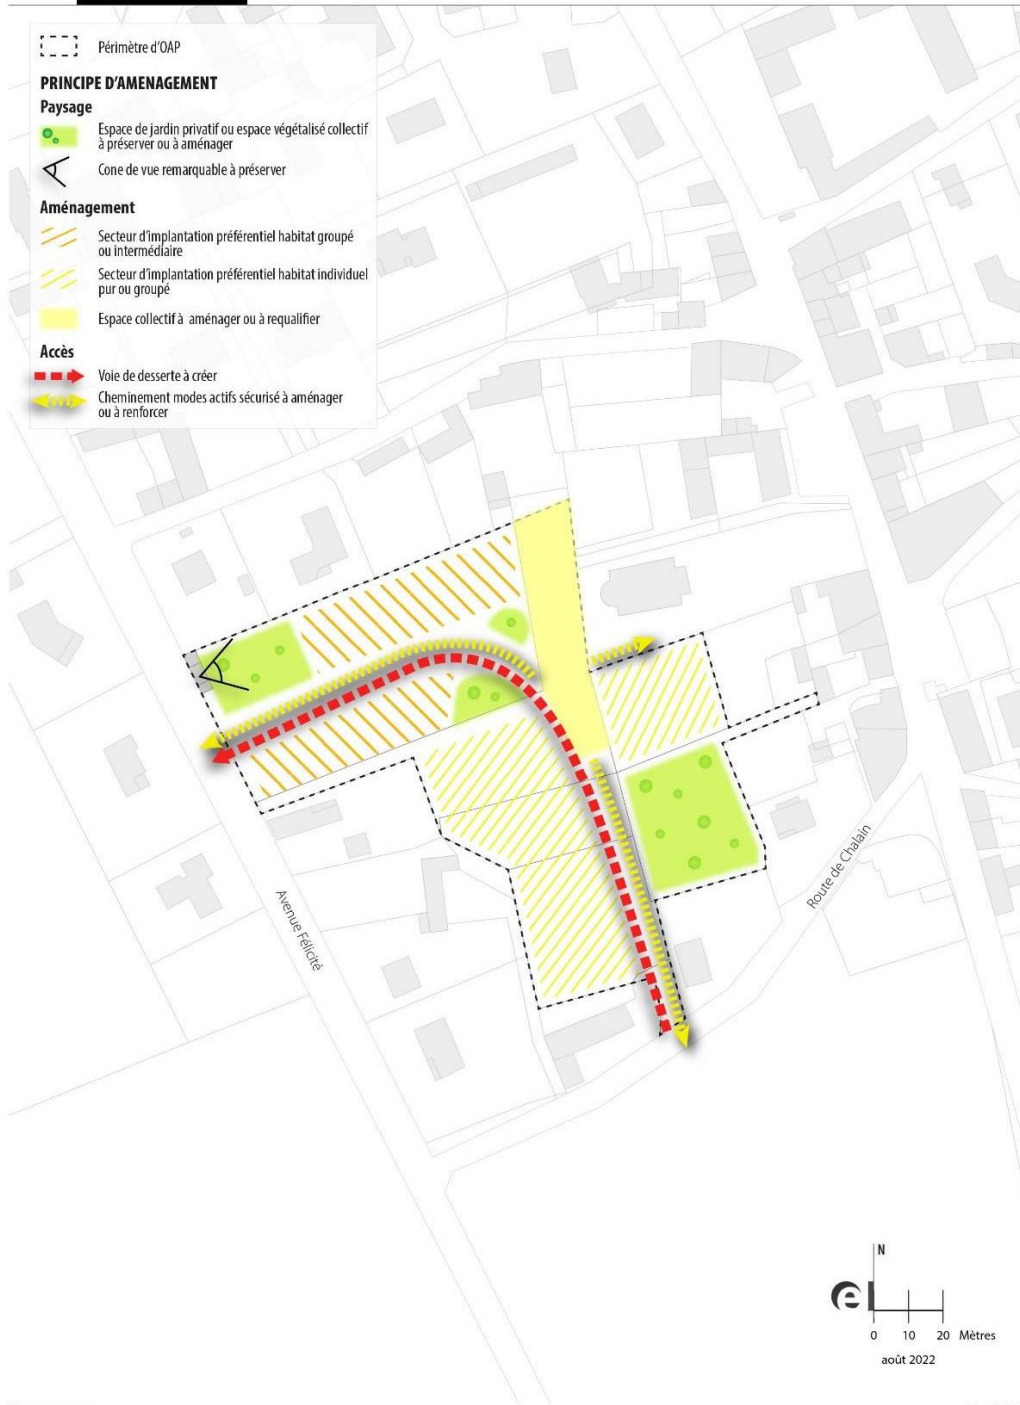 Périmètre d'OAP
PRINCIPE D'AMENAGEMENT
Paysage
Espace de jardin privatif ou espace végétalisé collectif
à préserver ou à aménager
Cone de vue remarquable à préserver
Aménagement
Secteur d'implantation préférentiel habitat groupé
ou intermédiaire
Secteur d'implantation préférentiel habitat individuel
pur ou groupé
Espace collectif à aménager ou à requalifier
Accès
Voie de desserte à créer
Cheminement modes actifs sécurisé à aménager
ou à renforcer
Avenue Félicité
Route de Chalain
N
e
0 10 20 Mètres
août 2022